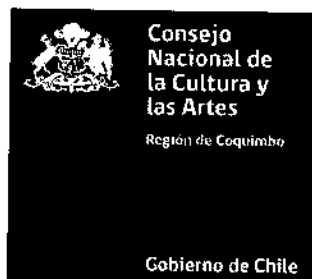 Consejo
Nacional de
la Cultura y
las Artes
Región de Coquimbo
Gobierno de Chile